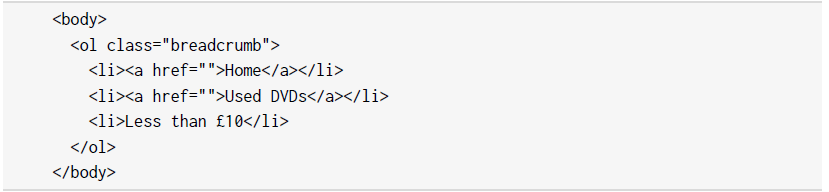 <body>
<ol class="breadcrumb">
<li><a href="">Home</a></li>
<li><a href="">Used DVDs</a></li>
<li>Less than £10</li>
</ol>
</body>